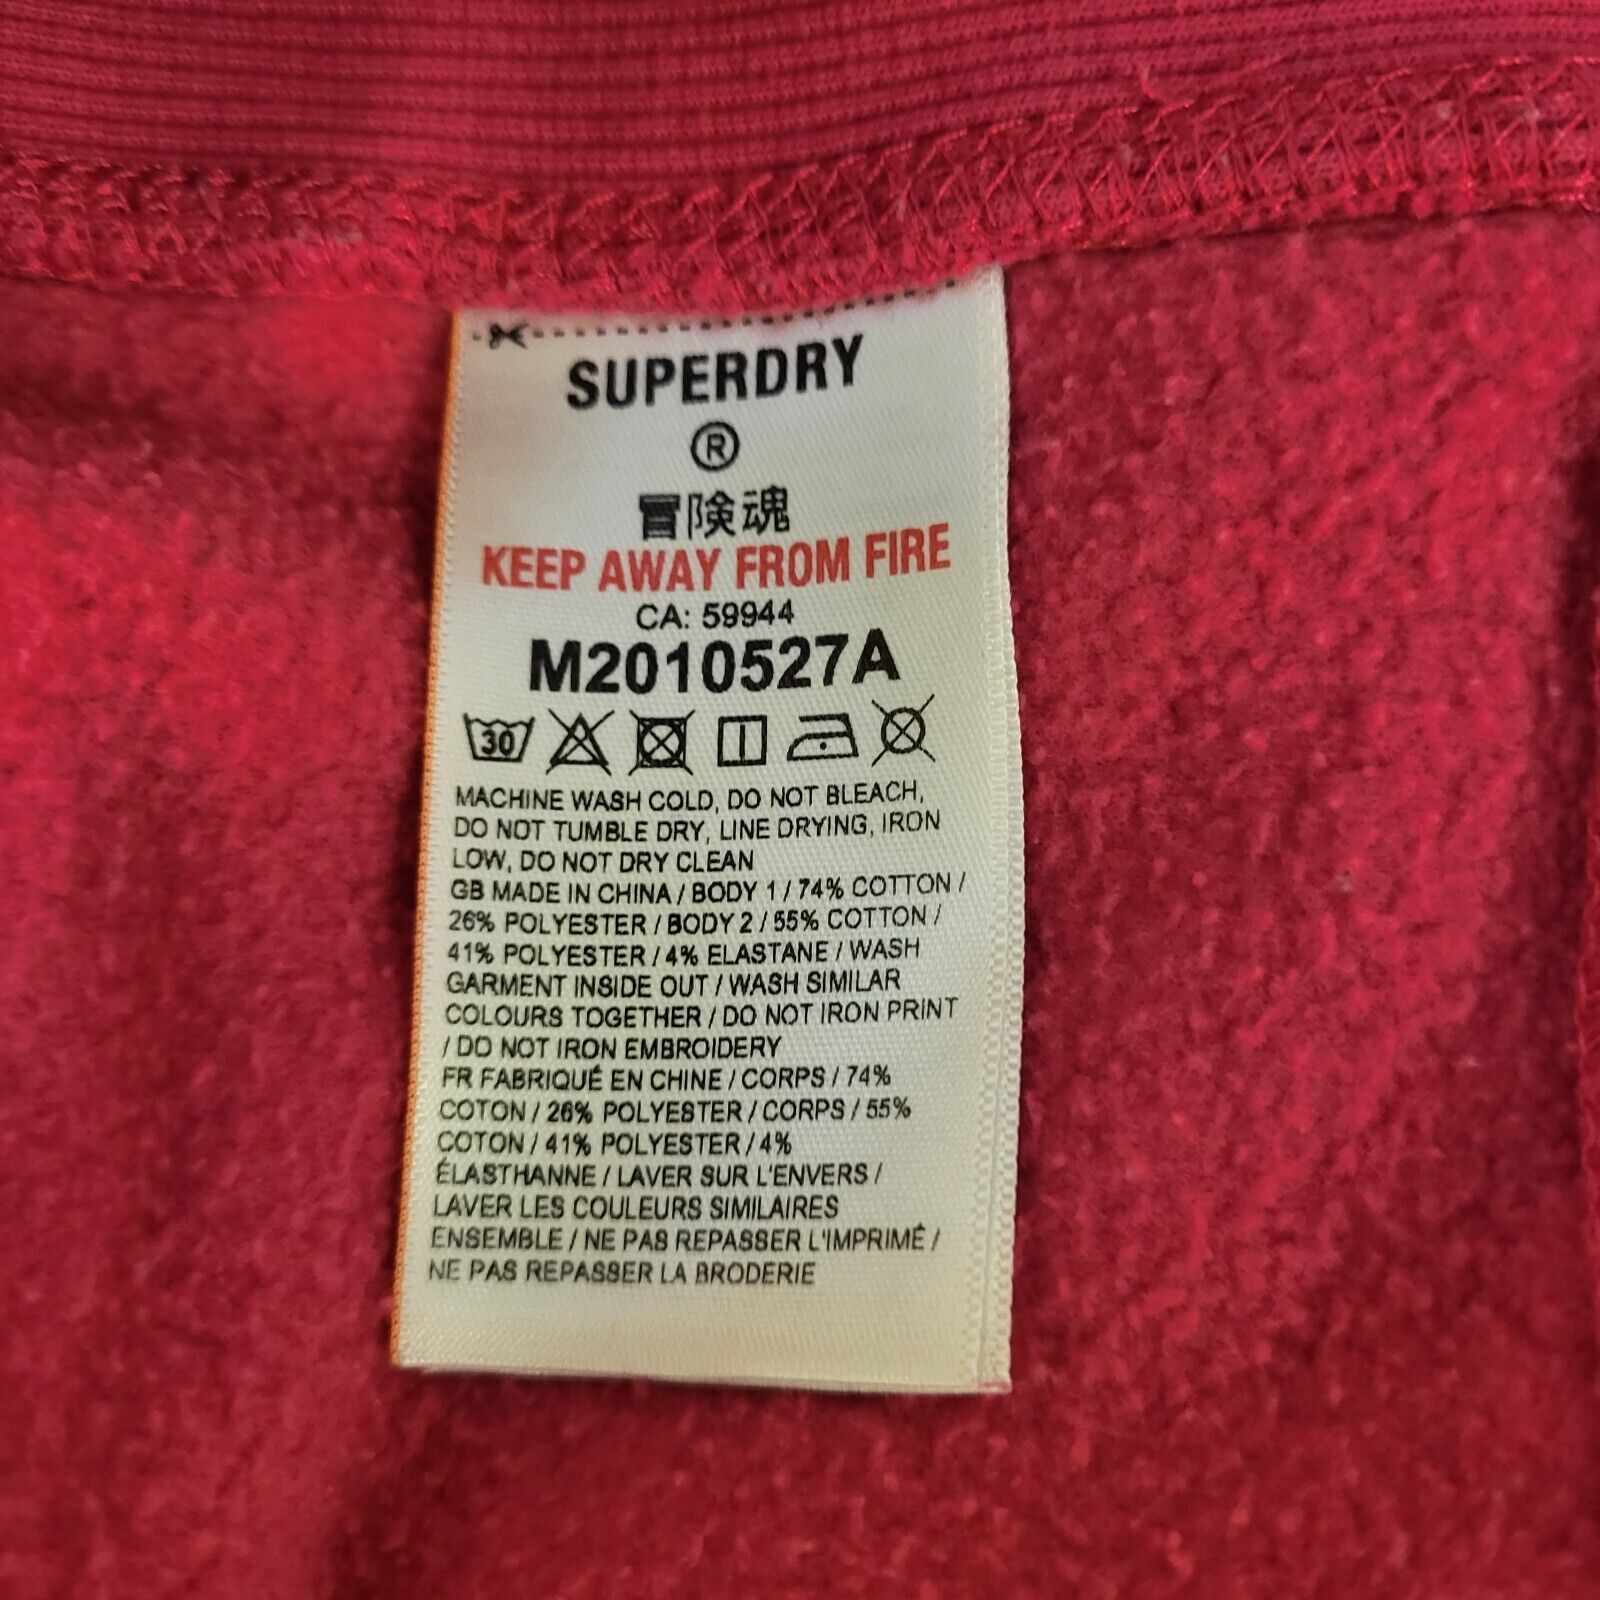 SUPERDRY
®
冒険魂
KEEP AWAY FROM FIRE
CA: 59944
M2010527A
30
MACHINE WASH COLD, DO NOT BLEACH,
DO NOT TUMBLE DRY, LINE DRYING, IRON
LOW, DO NOT DRY CLEAN
GB MADE IN CHINA / BODY 1 / 74% COTTON /
26% POLYESTER / BODY 2 / 55% COTTON /
41% POLYESTER / 4% ELASTANE / WASH
GARMENT INSIDE OUT / WASH SIMILAR
COLOURS TOGETHER / DO NOT IRON PRINT
/ DO NOT IRON EMBROIDERY
FR FABRIQUÉ EN CHINE / CORPS / 74%
COTON / 26% POLYESTER / CORPS / 55%
COTON / 41% POLYESTER / 4%
ÉLASTHANNE / LAVER SUR L'ENVERS /
LAVER LES COULEURS SIMILAIRES
ENSEMBLE / NE PAS REPASSER L'IMPRIMÉ /
NE PAS REPASSER LA BRODERIE